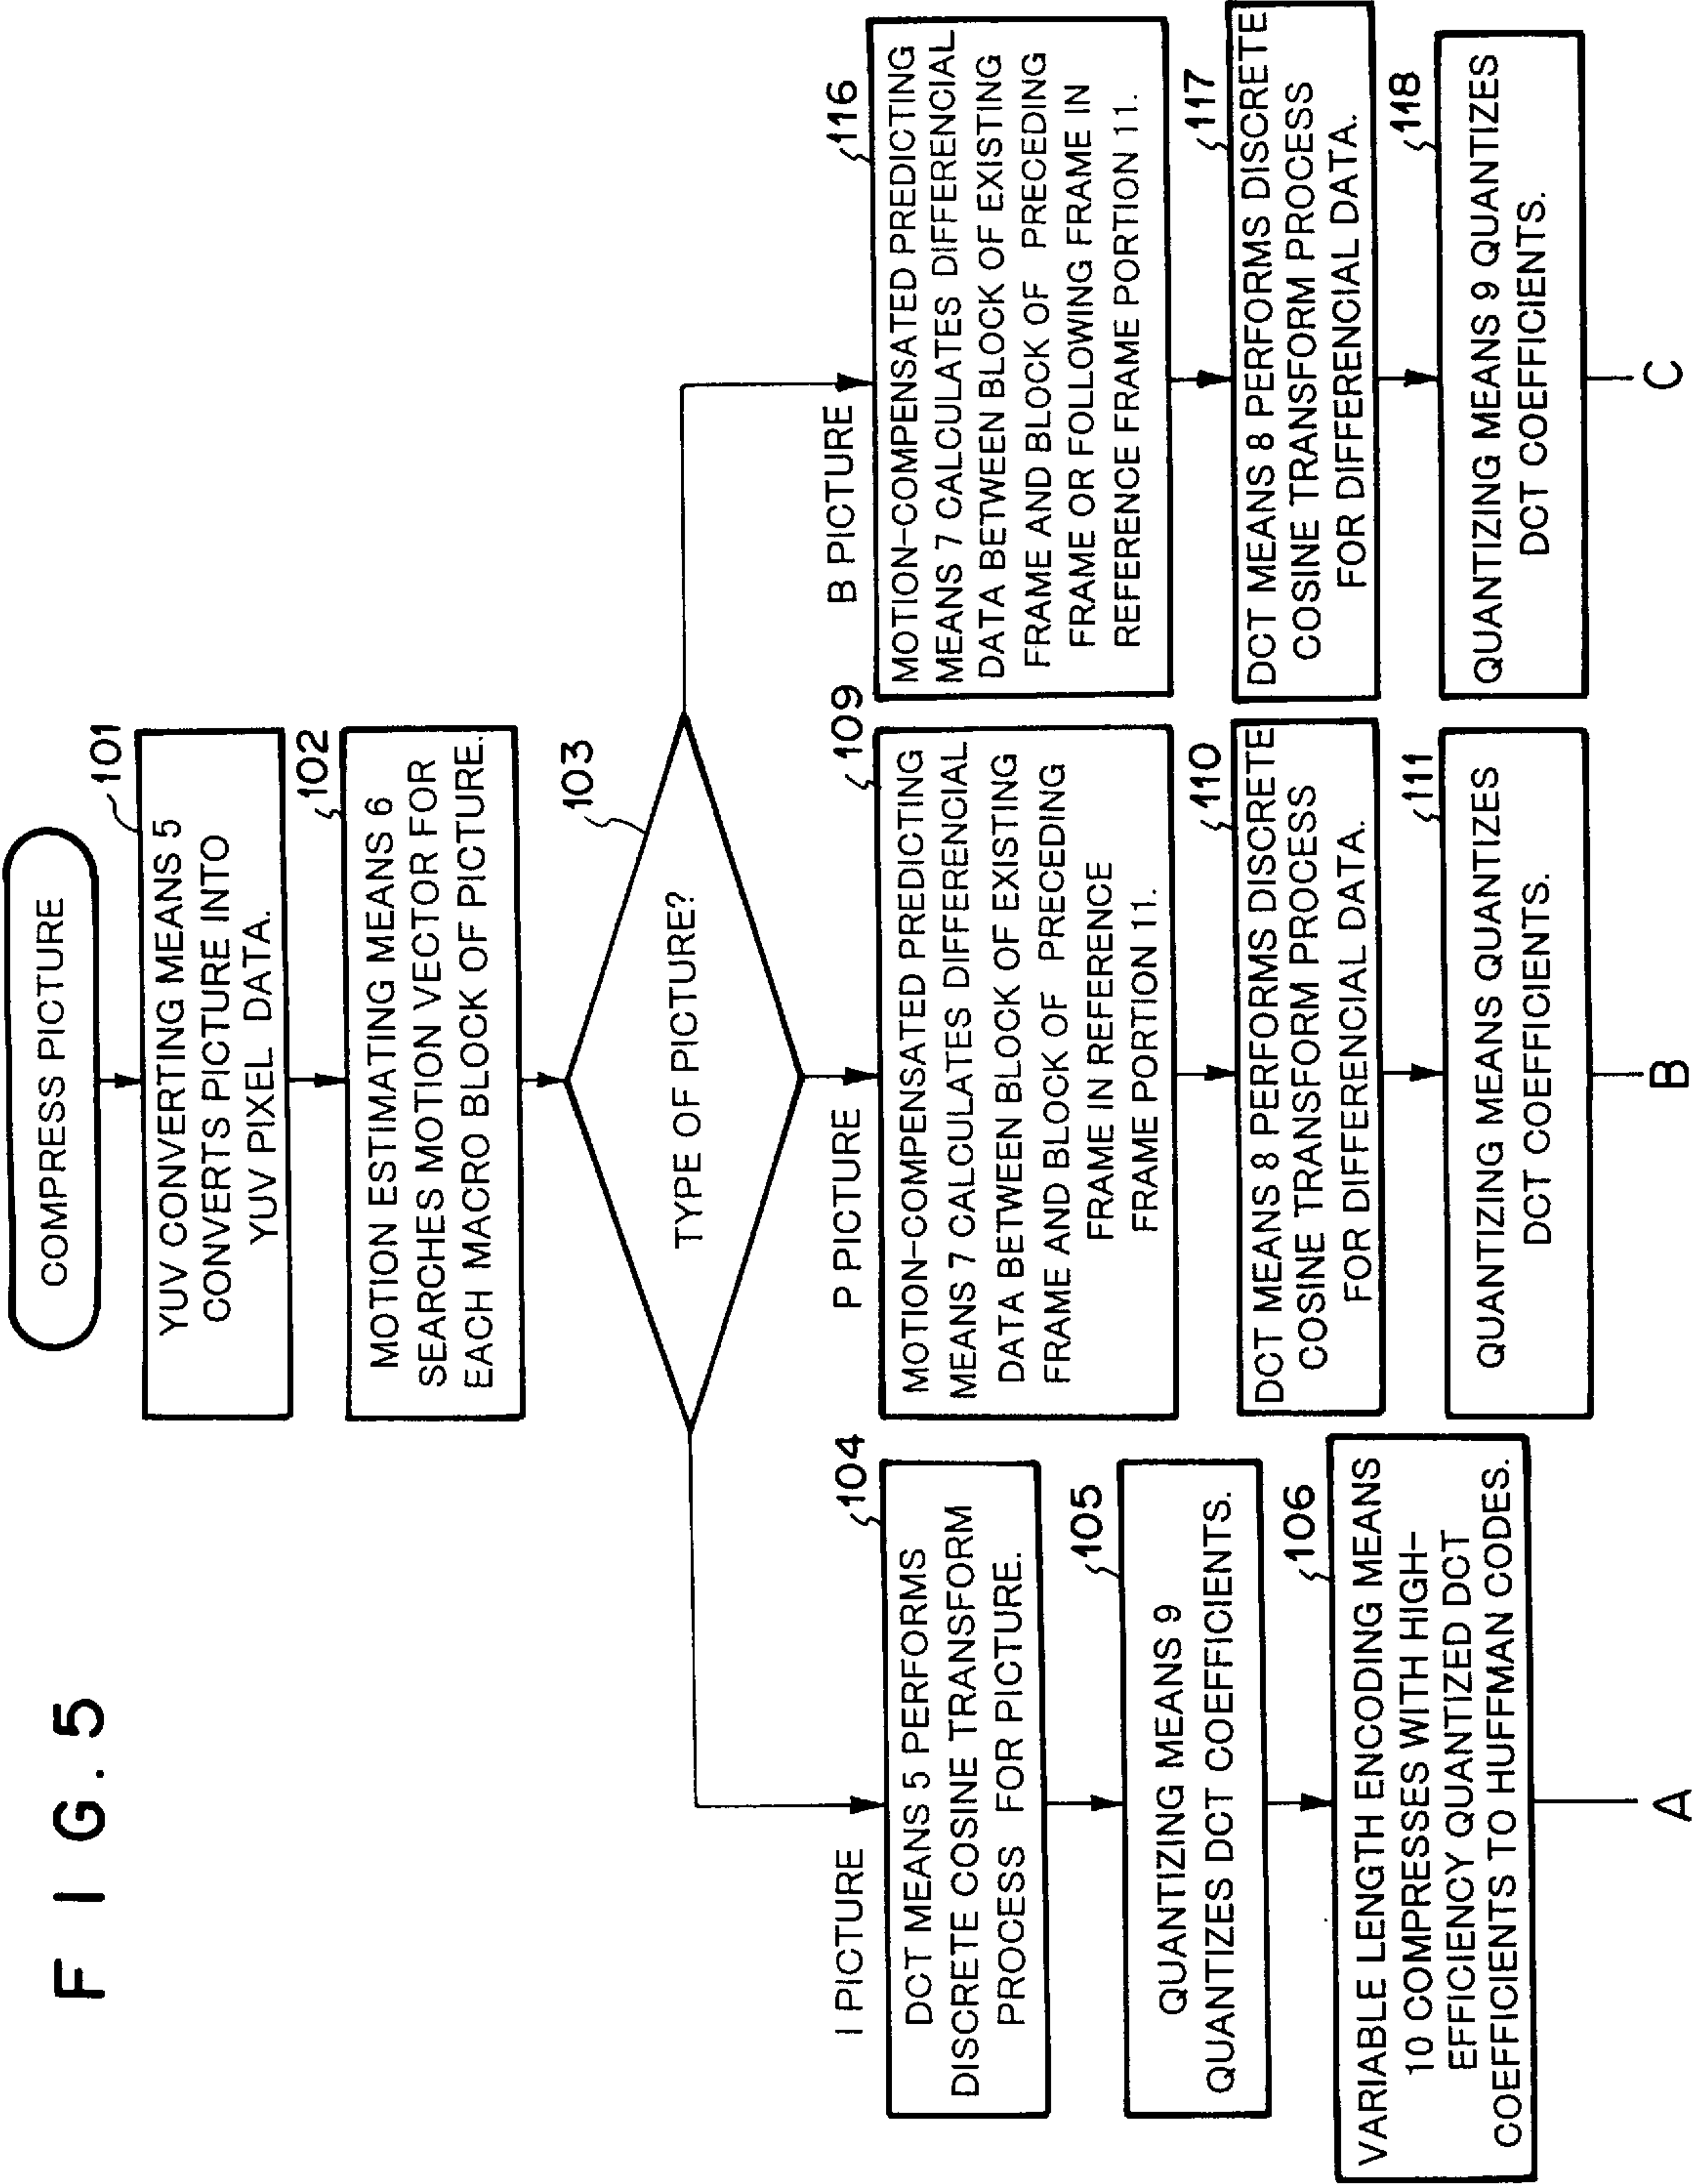 FIG. 5
COMPRESS PICTURE
101
YUV CONVERTING MEANS 5
CONVERTS PICTURE INTO
YUV PIXEL DATA.
102
MOTION ESTIMATING MEANS 6
SEARCHES MOTION VECTOR FOR
EACH MACRO BLOCK OF PICTURE.
103
TYPE OF PICTURE?
I PICTURE
104
DCT MEANS 5 PERFORMS
DISCRETE COSINE TRANSFORM
PROCESS FOR PICTURE.
105
QUANTIZING MEANS 9
QUANTIZES DCT COEFFICIENTS.
106
VARIABLE LENGTH ENCODING MEANS
10 COMPRESSES WITH HIGH-
EFFICIENCY QUANTIZED DCT
COEFFICIENTS TO HUFFMAN CODES.
A
P PICTURE
109
MOTION-COMPENSATED PREDICTING
MEANS 7 CALCULATES DIFFERENCIAL
DATA BETWEEN BLOCK OF EXISTING
FRAME AND BLOCK OF PRECEDING
FRAME IN REFERENCE
FRAME PORTION 11.
110
DCT MEANS 8 PERFORMS DISCRETE
COSINE TRANSFORM PROCESS
FOR DIFFERENCIAL DATA.
111
QUANTIZING MEANS QUANTIZES
DCT COEFFICIENTS.
B
B PICTURE
116
MOTION-COMPENSATED PREDICTING
MEANS 7 CALCULATES DIFFERENCIAL
DATA BETWEEN BLOCK OF EXISTING
FRAME AND BLOCK OF PRECEDING
FRAME OR FOLLOWING FRAME IN
REFERENCE FRAME PORTION 11.
117
DCT MEANS 8 PERFORMS DISCRETE
COSINE TRANSFORM PROCESS
FOR DIFFERENCIAL DATA.
118
QUANTIZING MEANS 9 QUANTIZES
DCT COEFFICIENTS.
C